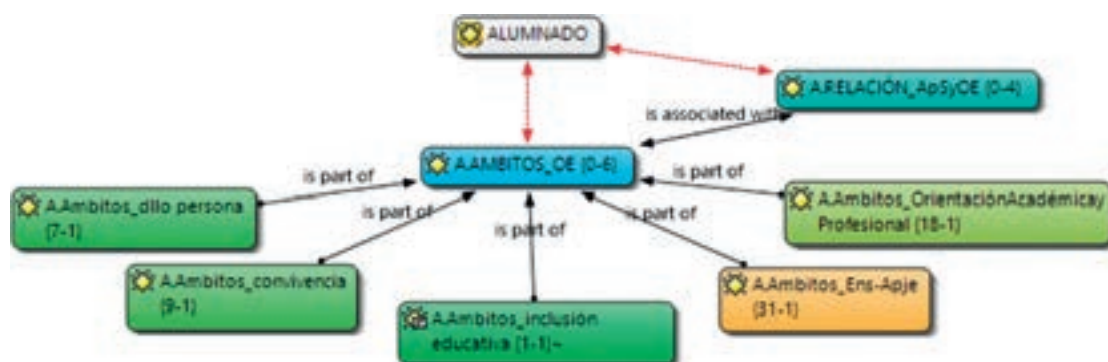 ALUMNADO
A.RELACIÓN_ApSyOE {0-4}
is associated with
A.AMBITOS_OE {0-6}
is part of
is part of
is part of
is part of
is part of
A.Ambitos_dllo persona
{7-1}
A.Ambitos_OrientaciónAcadémicay
Profesional {18-1}
A.Ambitos_convivencia
{9-1}
A.Ambitos_Ens-Apje
{31-1}
A.Ambitos_inclusión
educativa {1-1}~